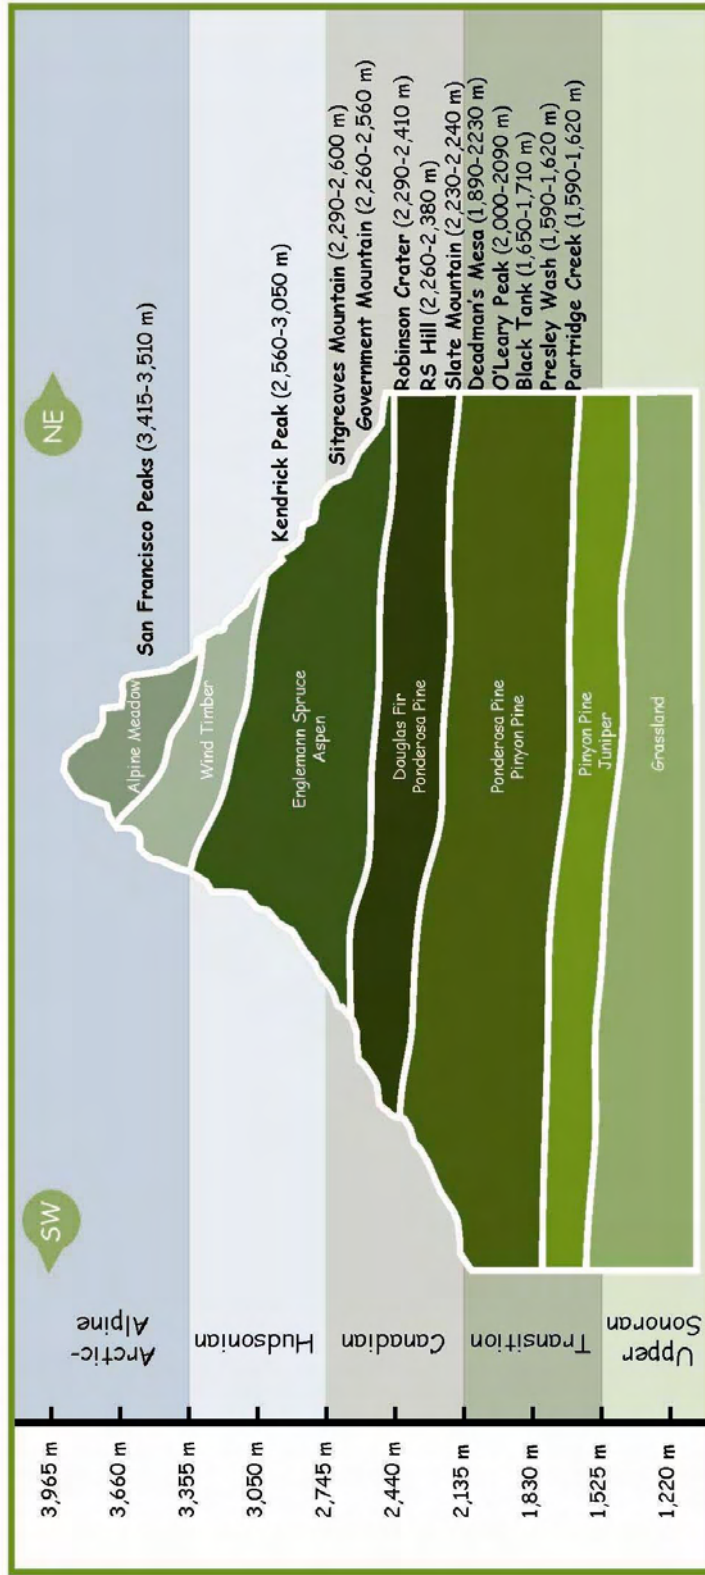 SW
NE
3,965 m
3,660 m
3,355 m
3,050 m
2,745 m
2,440 m
2,135 m
1,830 m
1,525 m
1,220 m
Arctic-
Alpine
Hudsonian
Canadian
Transition
Upper
Sonoran
Alpine Meadow
Wind Timber
Englemann Spruce
Aspen
Douglas Fir
Ponderosa Pine
Ponderosa Pine
Pinyon Pine
Pinyon Pine
Juniper
Grassland
San Francisco Peaks (3,415-3,510 m)
Kendrick Peak (2,560-3,050 m)
Sitgreaves Mountain (2,290-2,600 m)
Government Mountain (2,260-2,560 m)
Robinson Crater (2,290-2,410 m)
RS Hill (2,260-2,380 m)
Slate Mountain (2,230-2,240 m)
Deadman's Mesa (1,890-2230 m)
O'Leary Peak (2,000-2090 m)
Black Tank (1,650-1,710 m)
Presley Wash (1,590-1,620 m)
Partridge Creek (1,590-1,620 m)